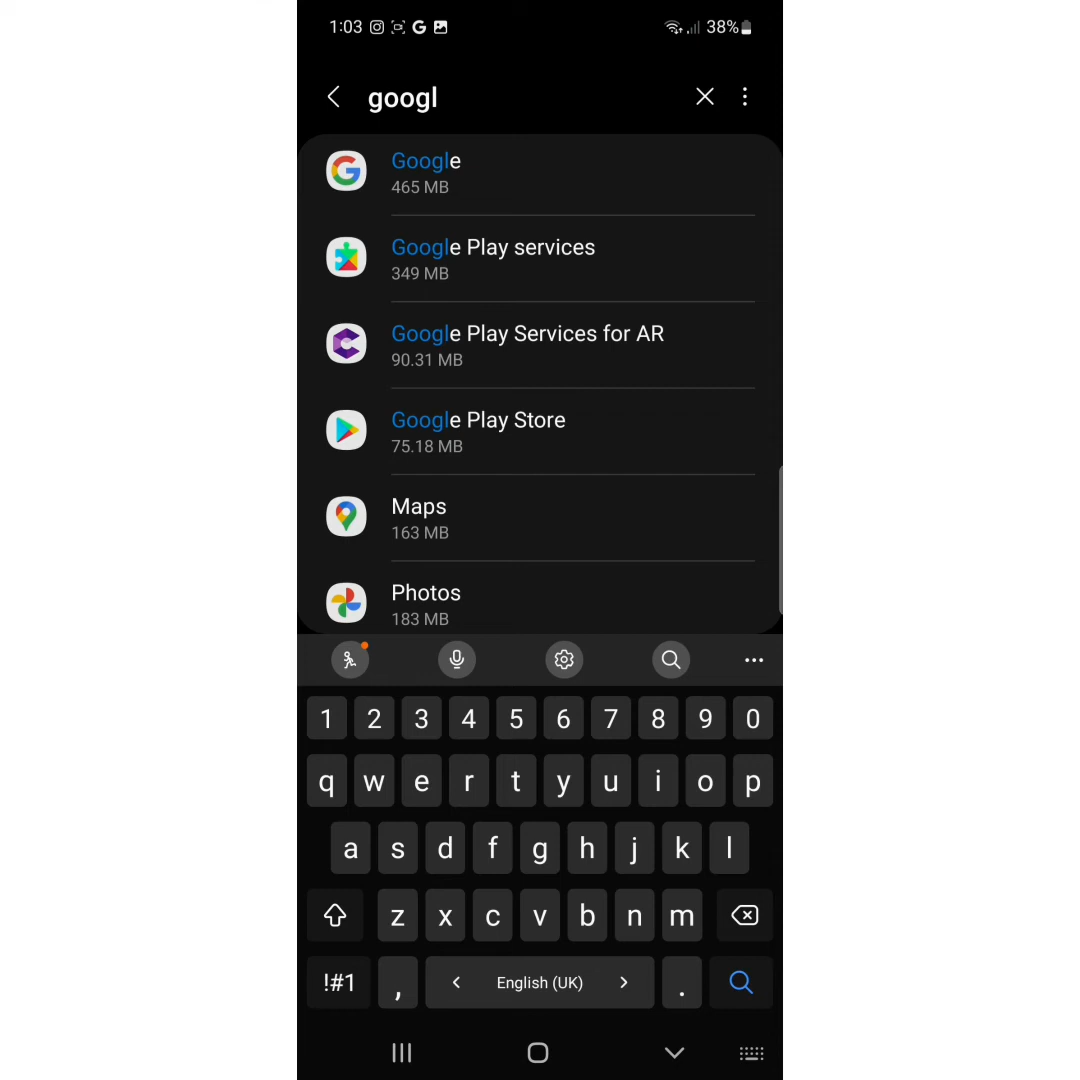 1:03 38%
googl
Google
465 MB
Google Play services
349 MB
Google Play Services for AR
90.31 MB
Google Play Store
75.18 MB
Maps
163 MB
Photos
183 MB
1 2 3 4 5 6 7 8 9 0
q w e r t y u i o p
a s d f g h j k l
z x c v b n m
!#1 , < English (UK) > .